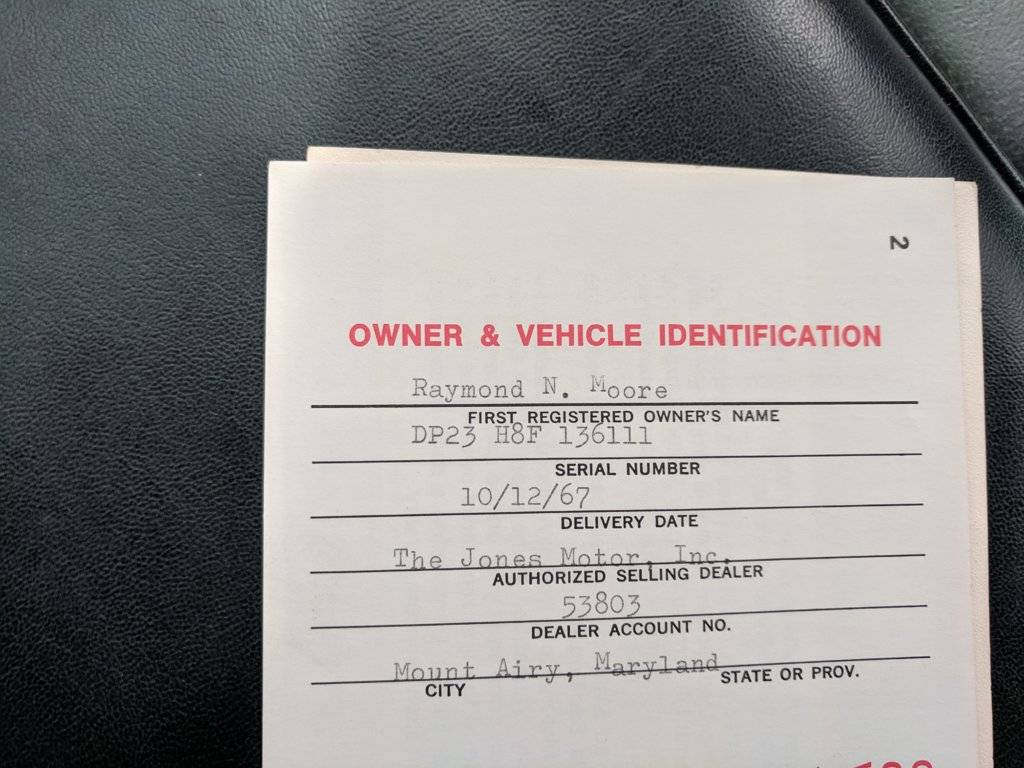 2
OWNER & VEHICLE IDENTIFICATION
Raymond N. Moore
FIRST REGISTERED OWNER'S NAME
DP23 H8F 136111
SERIAL NUMBER
10/12/67
DELIVERY DATE
The Jones Motor, Inc.
AUTHORIZED SELLING DEALER
53803
DEALER ACCOUNT NO.
Mount Airy, Maryland
CITY STATE OR PROV.